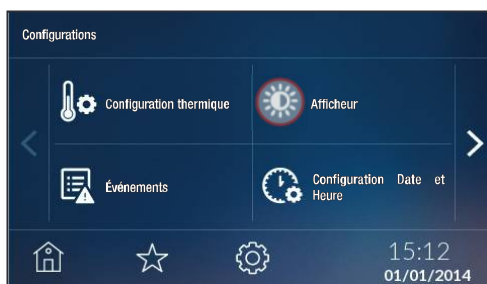 Configurations
Configuration thermique
Afficheur
Événements
Configuration Date et
Heure
15:12
01/01/2014